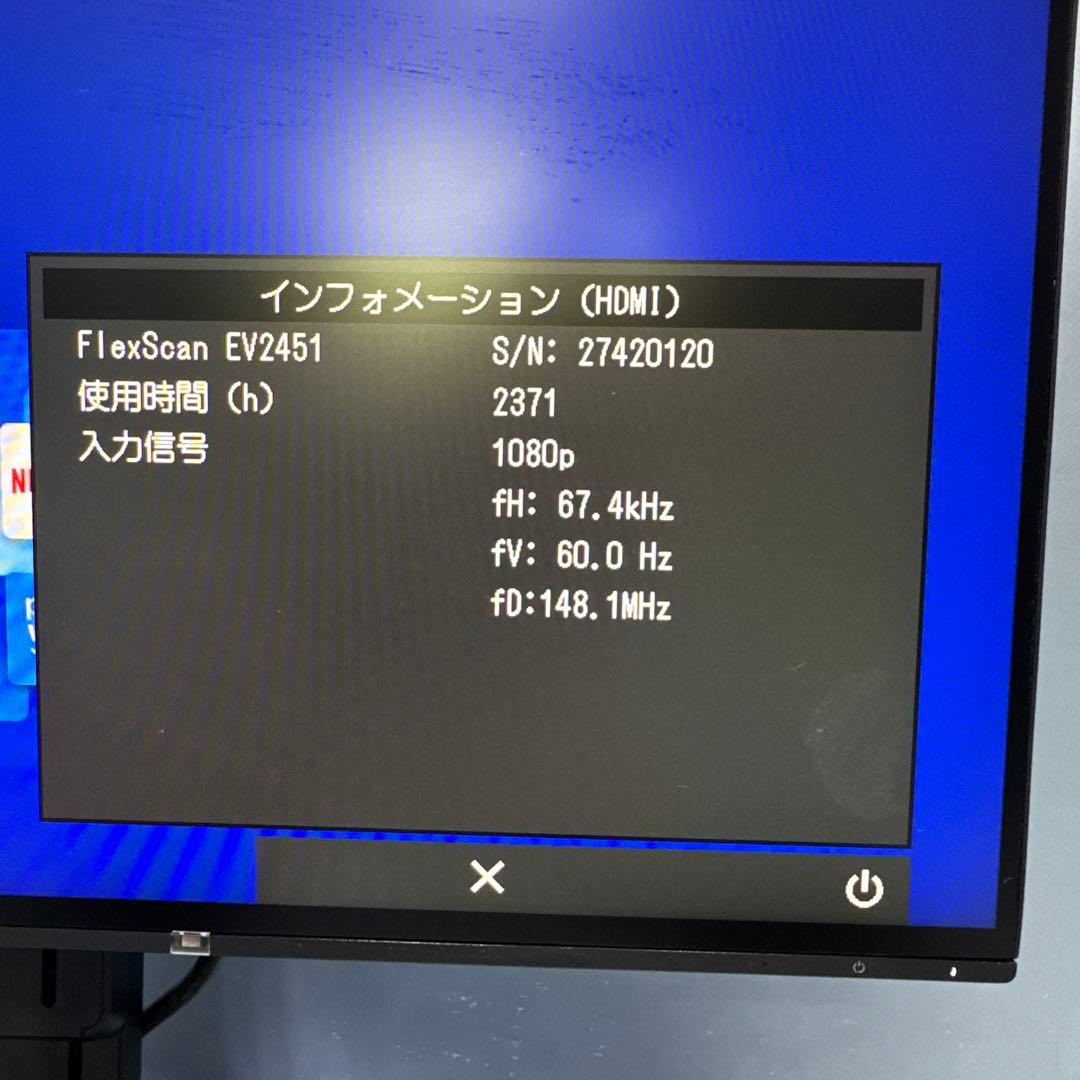 インフォメーション (HDMI)
FlexScan EV2451 S/N: 27420120
使用時間 (h) 2371
入力信号 1080p
fH: 67.4kHz
fV: 60.0 Hz
fD:148.1MHz